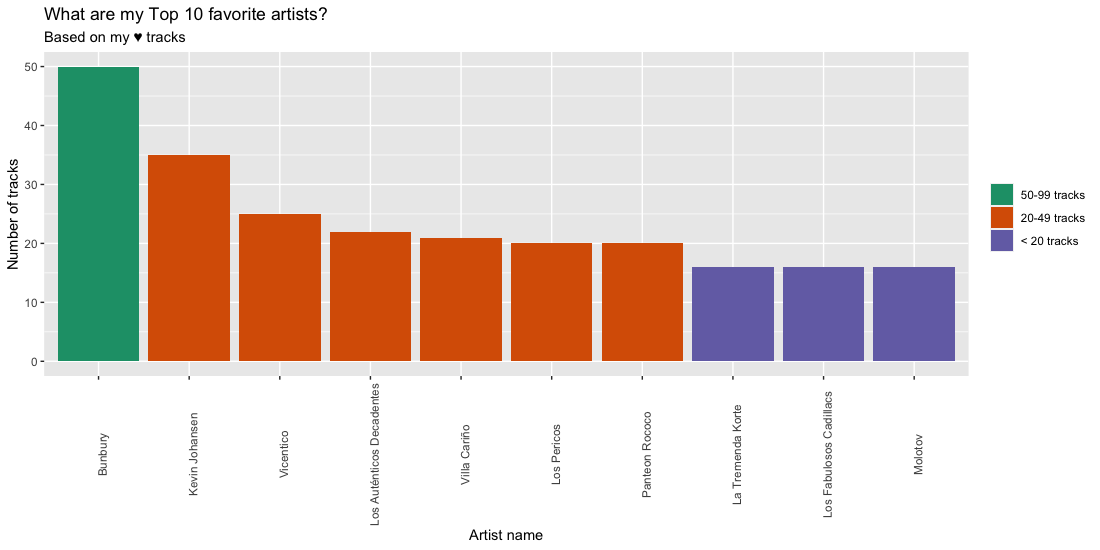 What are my Top 10 favorite artists?
Based on my ♥ tracks
Number of tracks
50
40
30
20
10
0
Bunbury
Kevin Johansen
Vicentico
Los Auténticos Decadentes
Villa Cariño
Los Pericos
Panteon Rococo
La Tremenda Korte
Los Fabulosos Cadillacs
Molotov
Artist name
50-99 tracks
20-49 tracks
< 20 tracks